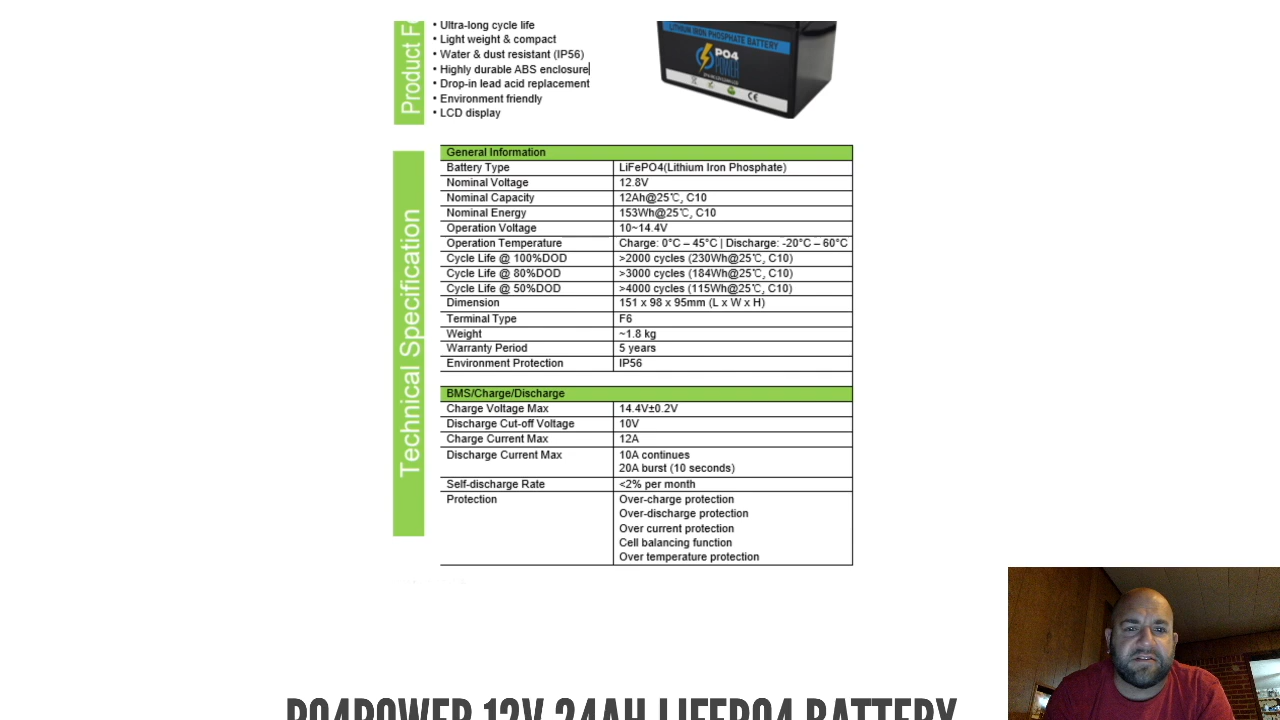 Product F
• Ultra-long cycle life
• Light weight & compact
• Water & dust resistant (IP56)
• Highly durable ABS enclosure
• Drop-in lead acid replacement
• Environment friendly
• LCD display
LITHIUM IRON PHOSPHATE BATTERY
PO4
POWER
Technical Specification
General Information
Battery Type LiFePO4(Lithium Iron Phosphate)
Nominal Voltage 12.8V
Nominal Capacity 12Ah@25℃, C10
Nominal Energy 153Wh@25℃, C10
Operation Voltage 10~14.4V
Operation Temperature Charge: 0°C – 45°C | Discharge: -20°C – 60°C
Cycle Life @ 100%DOD >2000 cycles (230Wh@25℃, C10)
Cycle Life @ 80%DOD >3000 cycles (184Wh@25℃, C10)
Cycle Life @ 50%DOD >4000 cycles (115Wh@25℃, C10)
Dimension 151 x 98 x 95mm (L x W x H)
Terminal Type F6
Weight ~1.8 kg
Warranty Period 5 years
Environment Protection IP56
BMS/Charge/Discharge
Charge Voltage Max 14.4V±0.2V
Discharge Cut-off Voltage 10V
Charge Current Max 12A
Discharge Current Max 10A continues
20A burst (10 seconds)
Self-discharge Rate <2% per month
Protection Over-charge protection
Over-discharge protection
Over current protection
Cell balancing function
Over temperature protection
PO4POWER 12V 24AH LIFEPO4 BATTERY